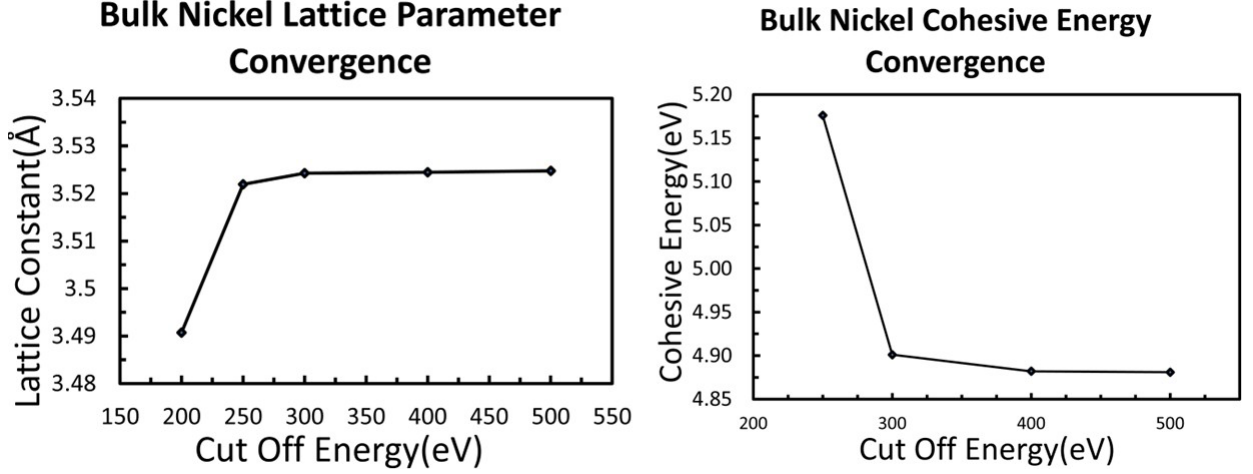 Bulk Nickel Lattice Parameter
Convergence
Lattice Constant(Å)
3.54
3.53
3.52
3.51
3.5
3.49
3.48
150 200 250 300 350 400 450 500 550
Cut Off Energy(eV)
Bulk Nickel Cohesive Energy
Convergence
Cohesive Energy(eV)
5.20
5.15
5.10
5.05
5.00
4.95
4.90
4.85
200 300 400 500
Cut Off Energy(eV)